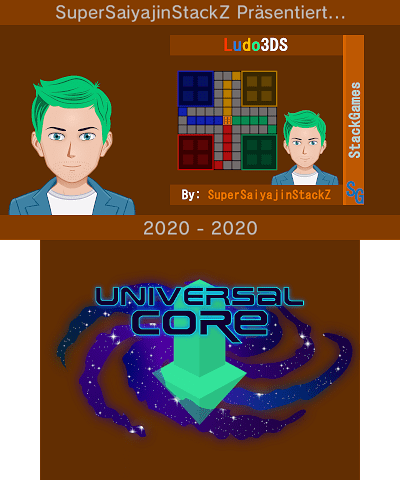 SuperSaiyajinStackZ Präsentiert...
Ludo3DS
StackGames
By: SuperSaiyajinStackZ
SG
2020 - 2020
UNIVERSAL
CORE